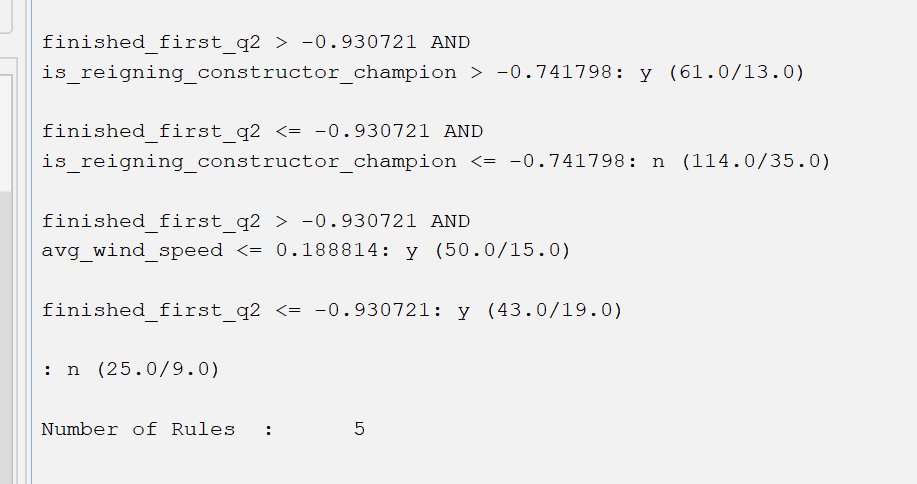 finished_first_q2 > -0.930721 AND
is_reigning_constructor_champion > -0.741798: y (61.0/13.0)
finished_first_q2 <= -0.930721 AND
is_reigning_constructor_champion <= -0.741798: n (114.0/35.0)
finished_first_q2 > -0.930721 AND
avg_wind_speed <= 0.188814: y (50.0/15.0)
finished_first_q2 <= -0.930721: y (43.0/19.0)
: n (25.0/9.0)
Number of Rules  :      5